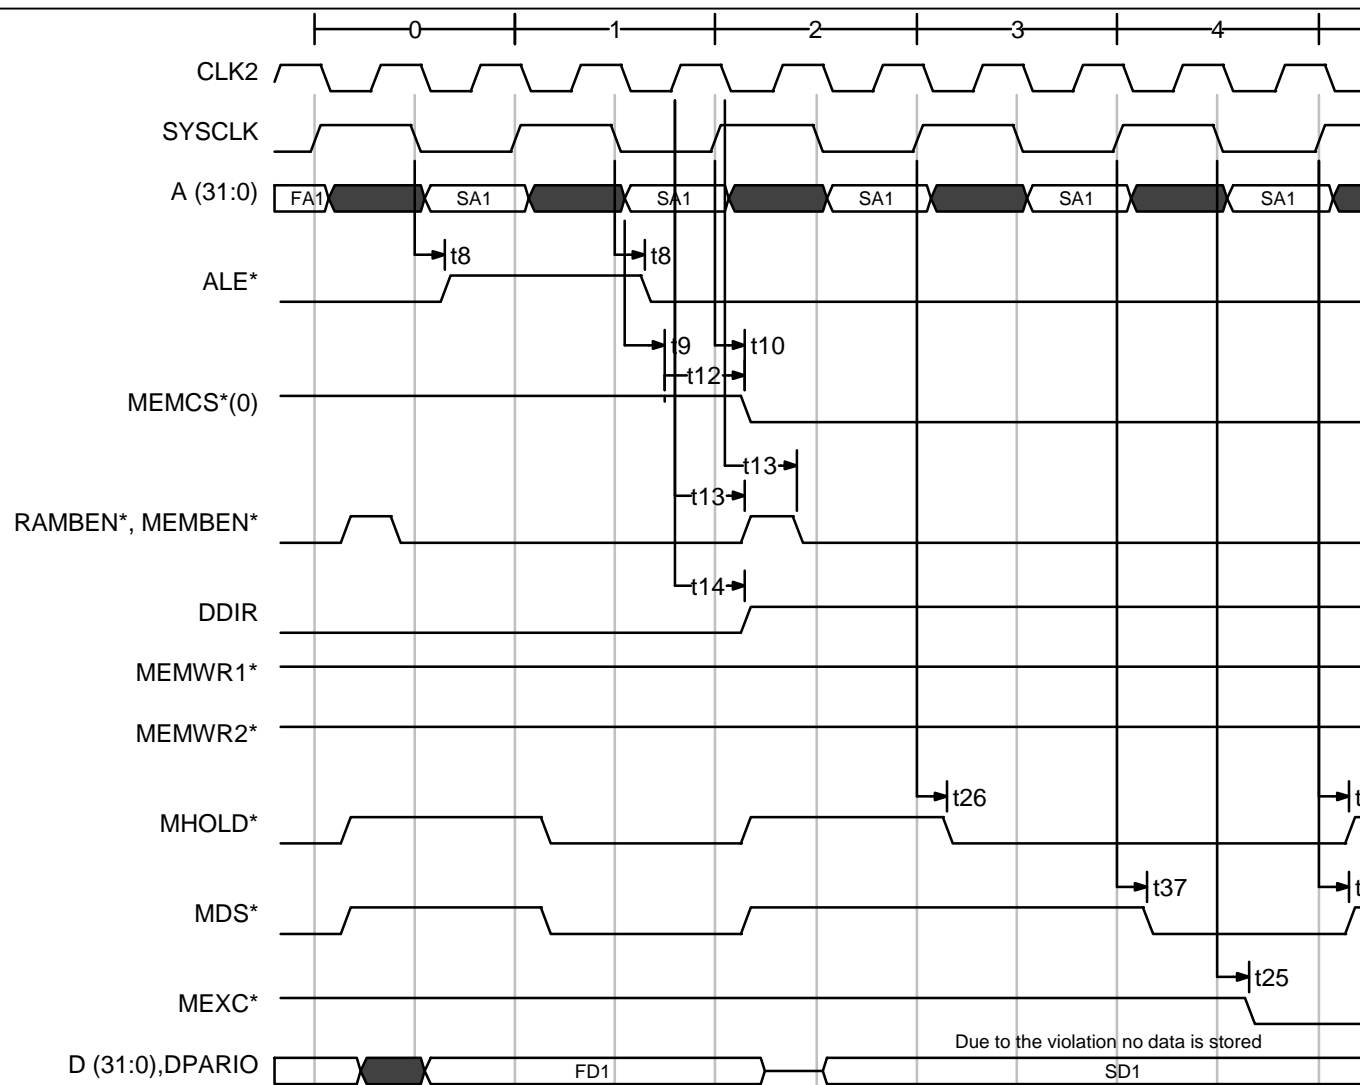 0 1 2 3 4
CLK2
SYSCLK
A (31:0) FA1 SA1 SA1 SA1 SA1 SA1
t8 t8
ALE*
t9 t10
t12
MEMCS*(0)
t13
t13
RAMBEN*, MEMBEN*
t14
DDIR
MEMWR1*
MEMWR2*
t26
MHOLD*
t37
MDS*
t25
MEXC*
Due to the violation no data is stored
D (31:0),DPARIO FD1 SD1